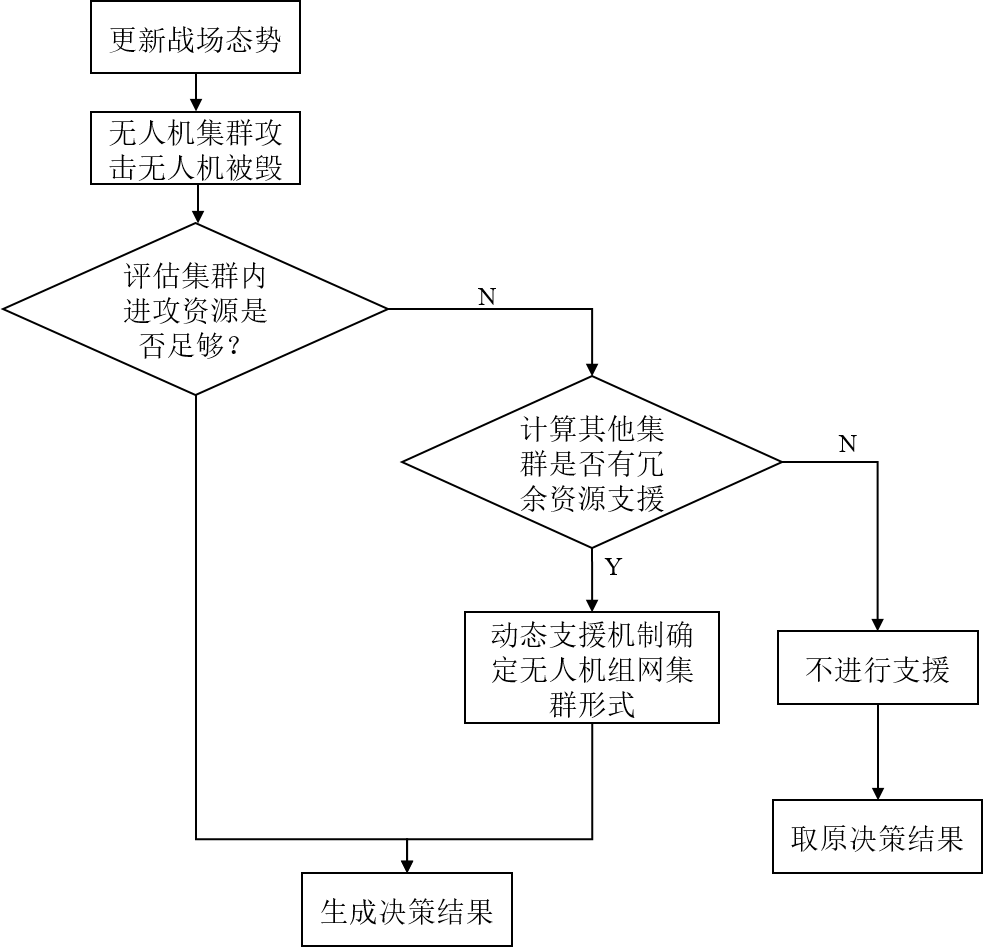 更新战场态势
无人机集群攻
击无人机被毁
评估集群内
进攻资源是
否足够？
N
计算其他集
群是否有冗
余资源支援
N
Y
动态支援机制确
定无人机组网集
群形式
不进行支援
取原决策结果
生成决策结果